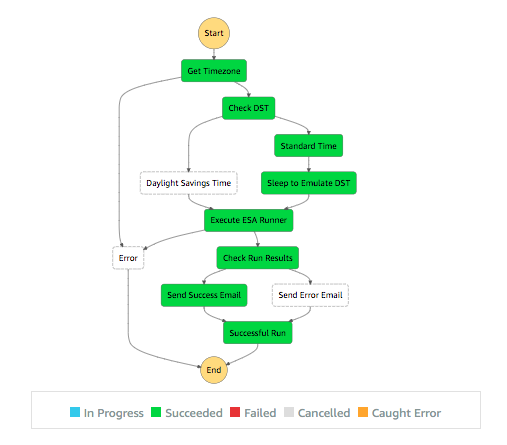 Start
Get Timezone
Check DST
Standard Time
Daylight Savings Time
Sleep to Emulate DST
Execute ESA Runner
Error
Check Run Results
Send Success Email
Send Error Email
Successful Run
End
In Progress Succeeded Failed Cancelled Caught Error